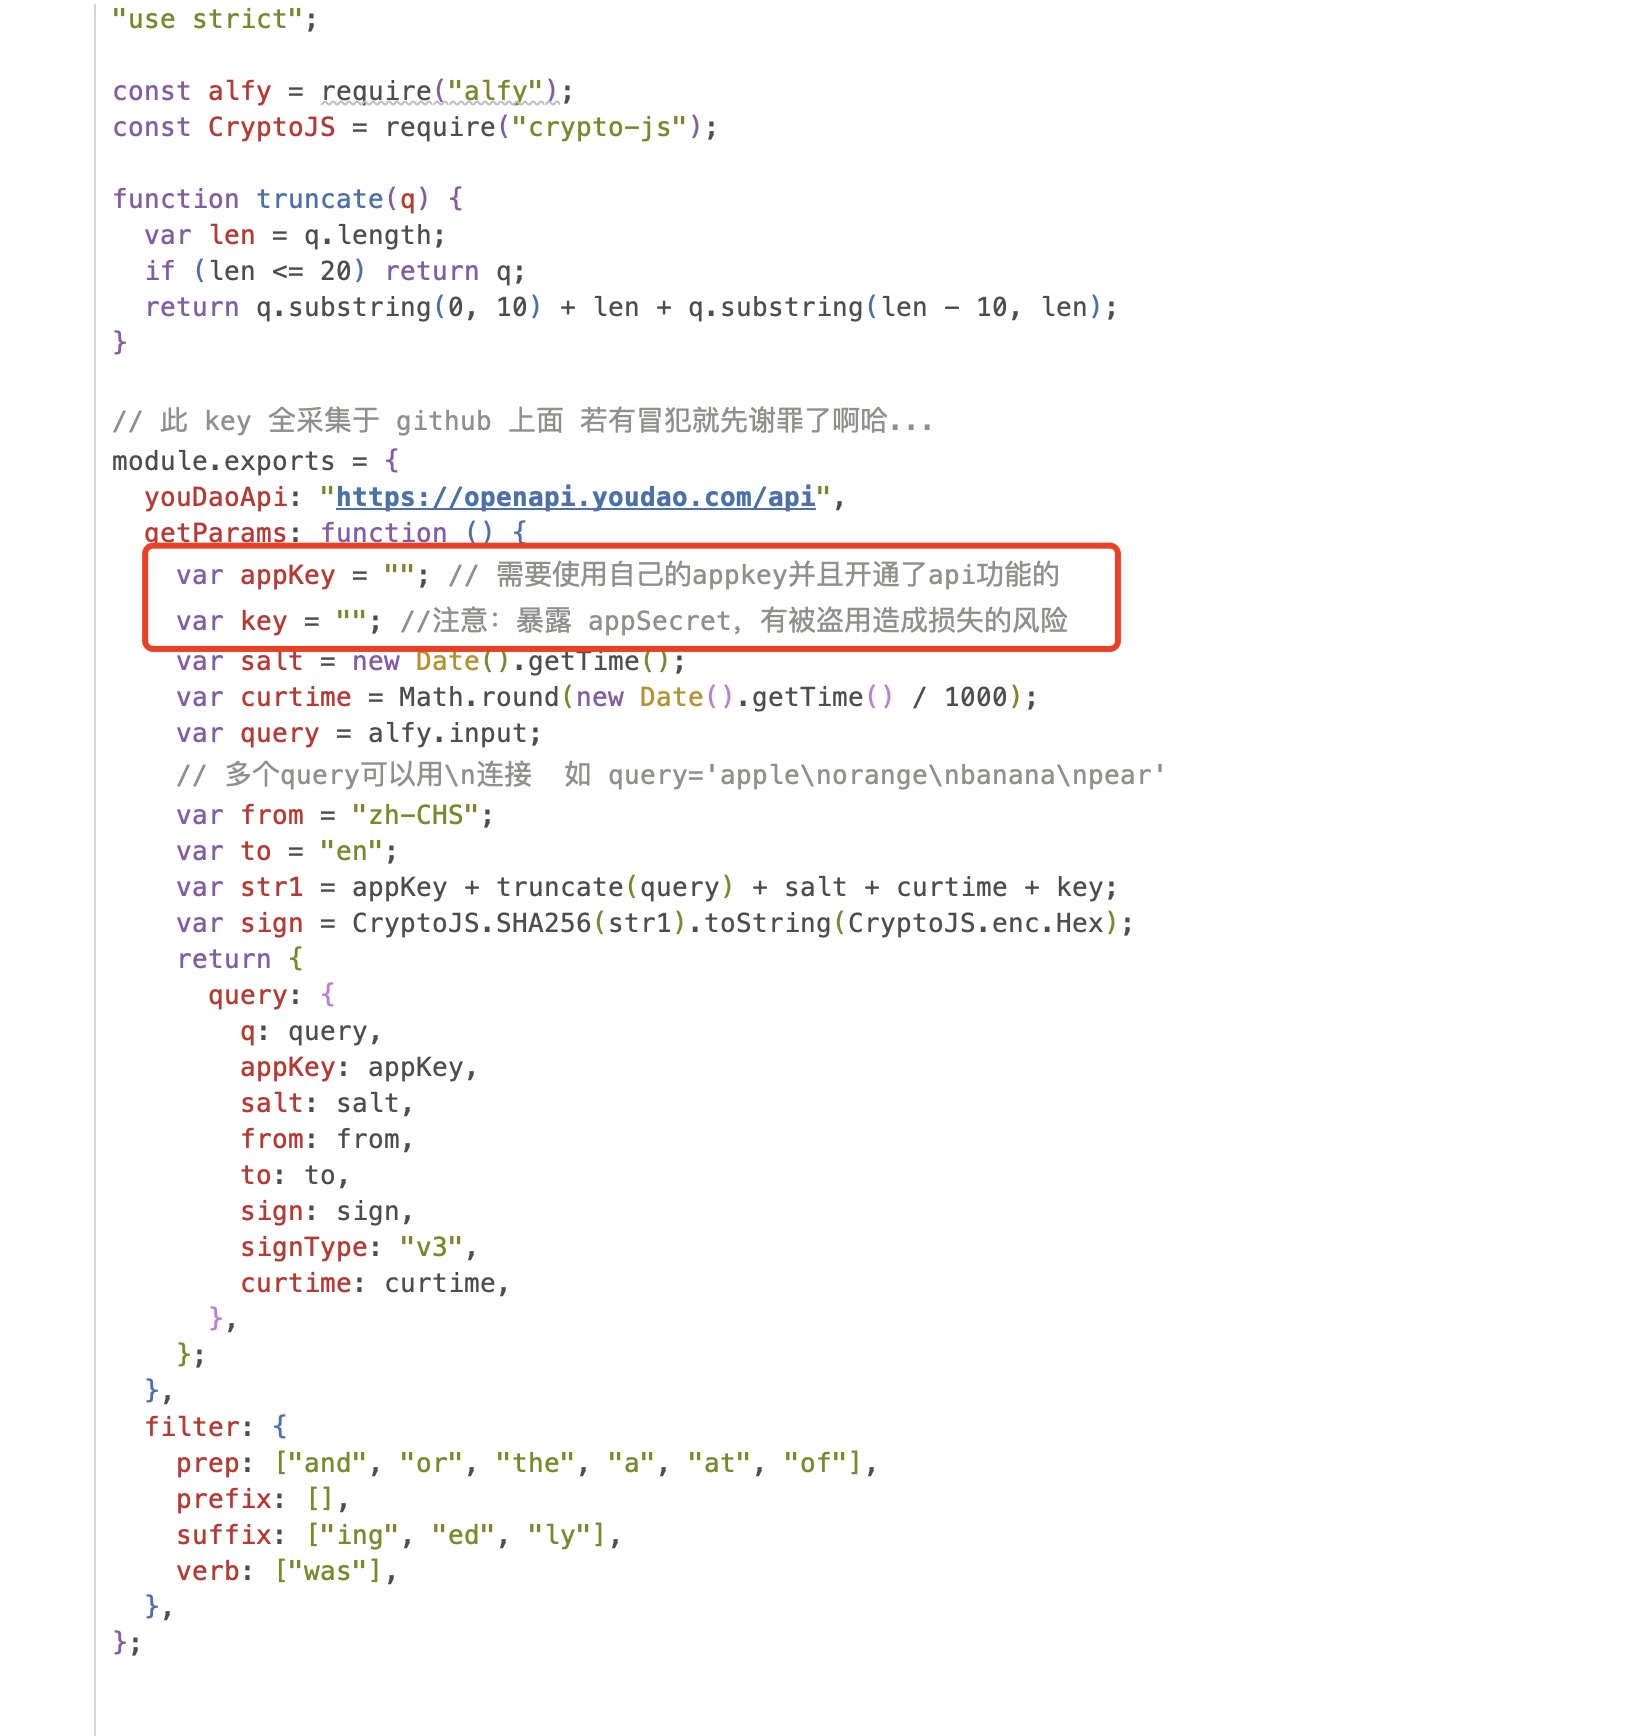 "use strict";
const alfy = require("alfy");
const CryptoJS = require("crypto-js");
function truncate(q) {
  var len = q.length;
  if (len <= 20) return q;
  return q.substring(0, 10) + len + q.substring(len - 10, len);
}
// 此 key 全采集于 github 上面 若有冒犯就先谢罪了啊哈...
module.exports = {
  youDaoApi: "https://openapi.youdao.com/api",
  getParams: function () {
    var appKey = ""; // 需要使用自己的appkey并且开通了api功能的
    var key = ""; //注意：暴露 appSecret，有被盗用造成损失的风险
    var salt = new Date().getTime();
    var curtime = Math.round(new Date().getTime() / 1000);
    var query = alfy.input;
    // 多个query可以用\n连接  如 query='apple\norange\nbanana\npear'
    var from = "zh-CHS";
    var to = "en";
    var str1 = appKey + truncate(query) + salt + curtime + key;
    var sign = CryptoJS.SHA256(str1).toString(CryptoJS.enc.Hex);
    return {
      query: {
        q: query,
        appKey: appKey,
        salt: salt,
        from: from,
        to: to,
        sign: sign,
        signType: "v3",
        curtime: curtime,
      },
    };
  },
  filter: {
    prep: ["and", "or", "the", "a", "at", "of"],
    prefix: [],
    suffix: ["ing", "ed", "ly"],
    verb: ["was"],
  },
};